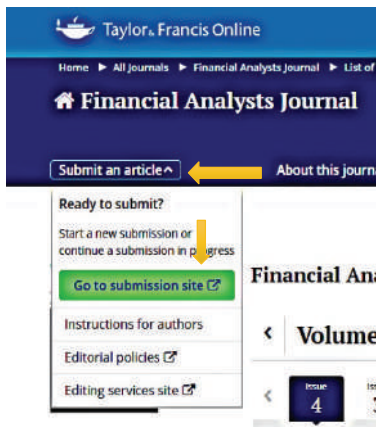 Taylor & Francis Online
Home ▶ All Journals ▶ Financial Analysts Journal ▶ List of
Financial Analysts Journal
Submit an article
About this journ
Ready to submit?
Start a new submission or
continue a submission in progress
Go to submission site
Financial Ana
Instructions for authors
Volume
Editorial policies
Editing services site
Issue
4